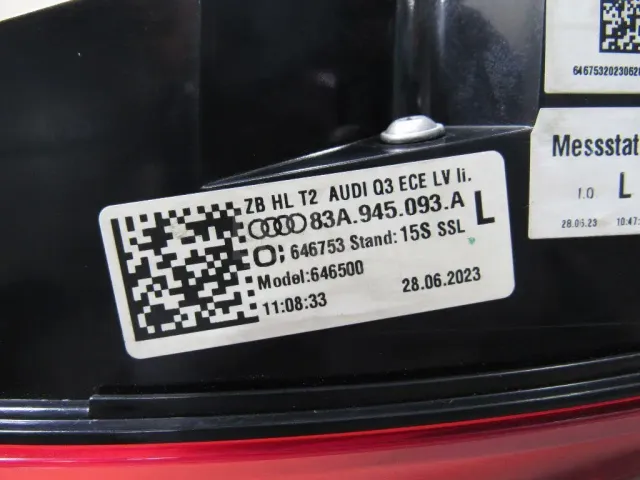 ZB HL T2 AUDI Q3 ECE LV li.
83A.945.093.A L
646753 Stand: 15S SSL
Model:646500
11:08:33 28.06.2023
Messstat
1.0 L
28.06.23 10:47: